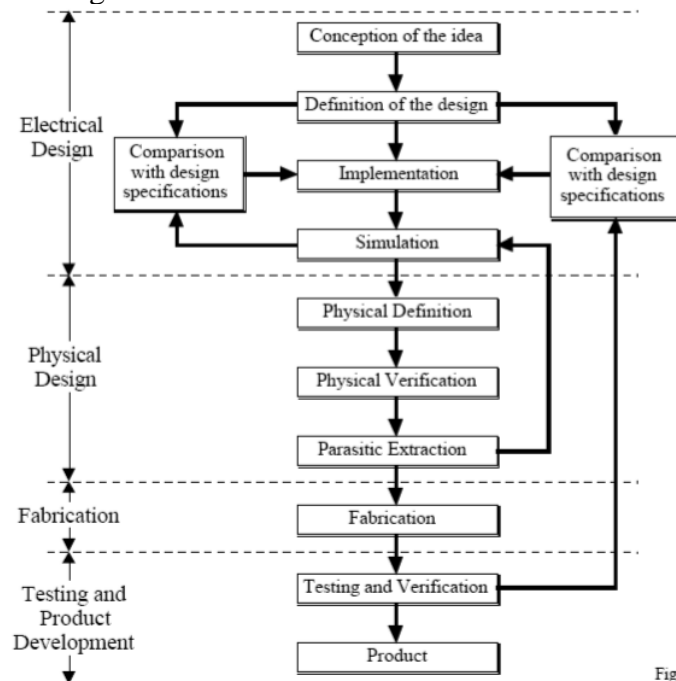 Conception of the idea
Definition of the design
Electrical
Design
Comparison
with design
specifications
Implementation
Comparison
with design
specifications
Simulation
Physical Definition
Physical
Design
Physical Verification
Parasitic Extraction
Fabrication
Fabrication
Testing and Verification
Testing and
Product
Development
Product
Fig